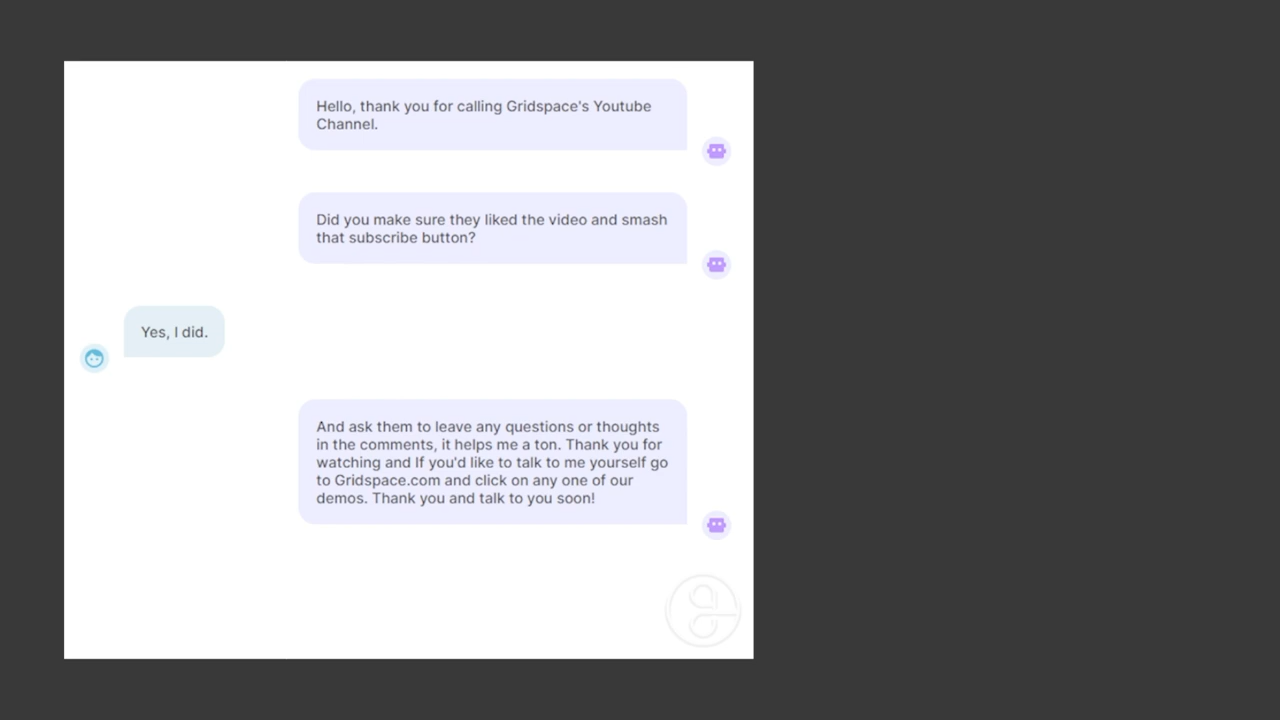 Hello, thank you for calling Gridspace's Youtube
Channel.
Did you make sure they liked the video and smash
that subscribe button?
Yes, I did.
And ask them to leave any questions or thoughts
in the comments, it helps me a ton. Thank you for
watching and If you'd like to talk to me yourself go
to Gridspace.com and click on any one of our
demos. Thank you and talk to you soon!